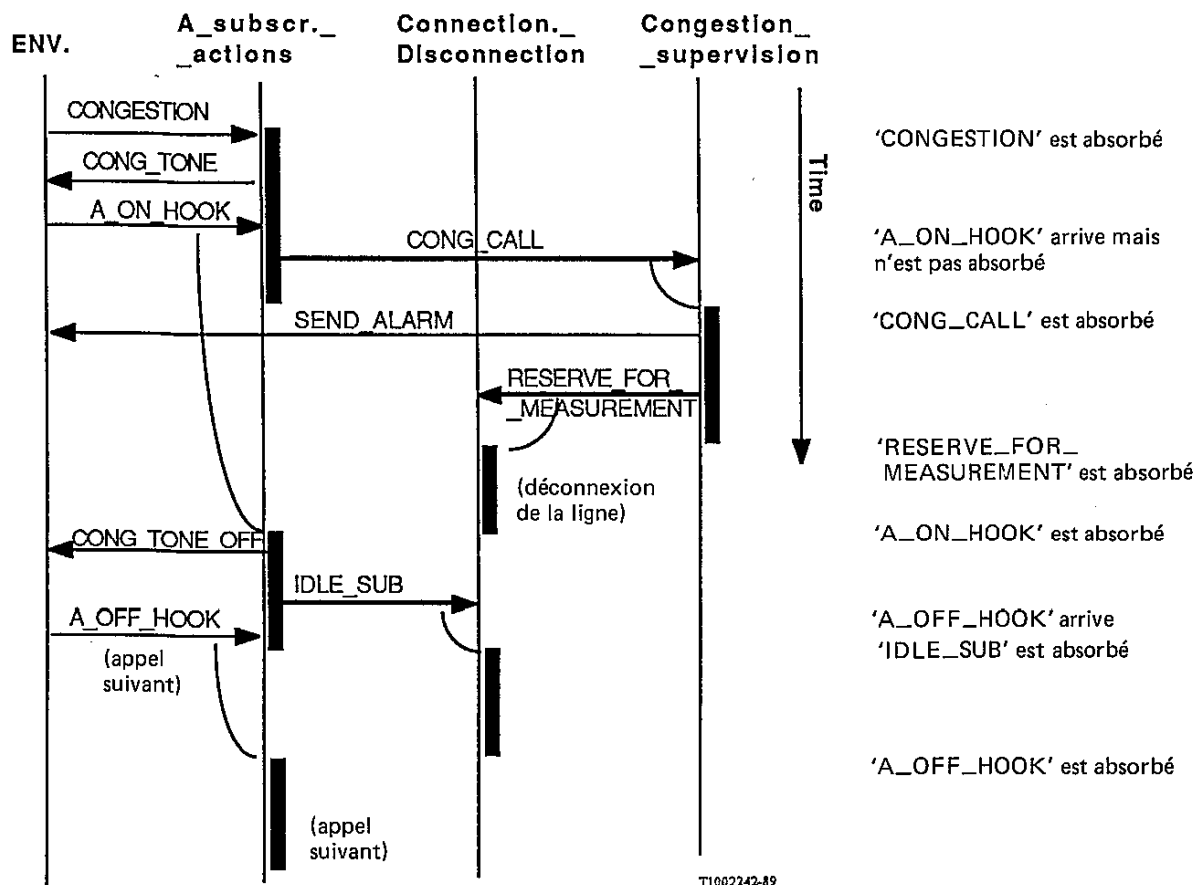 ENV.
A_subscr._
_actions
Connection._
Disconnection
Congestion_
_supervision
CONGESTION
'CONGESTION' est absorbé
CONG_TONE
Time
A_ON_HOOK
CONG_CALL
'A_ON_HOOK' arrive mais
n'est pas absorbé
SEND_ALARM
'CONG_CALL' est absorbé
RESERVE_FOR_
_MEASUREMENT
'RESERVE_FOR_
MEASUREMENT' est absorbé
(déconnexion
de la ligne)
CONG_TONE_OFF
'A_ON_HOOK' est absorbé
IDLE_SUB
A_OFF_HOOK
'A_OFF_HOOK' arrive
'IDLE_SUB' est absorbé
(appel
suivant)
'A_OFF_HOOK' est absorbé
(appel
suivant)
T1002242-89